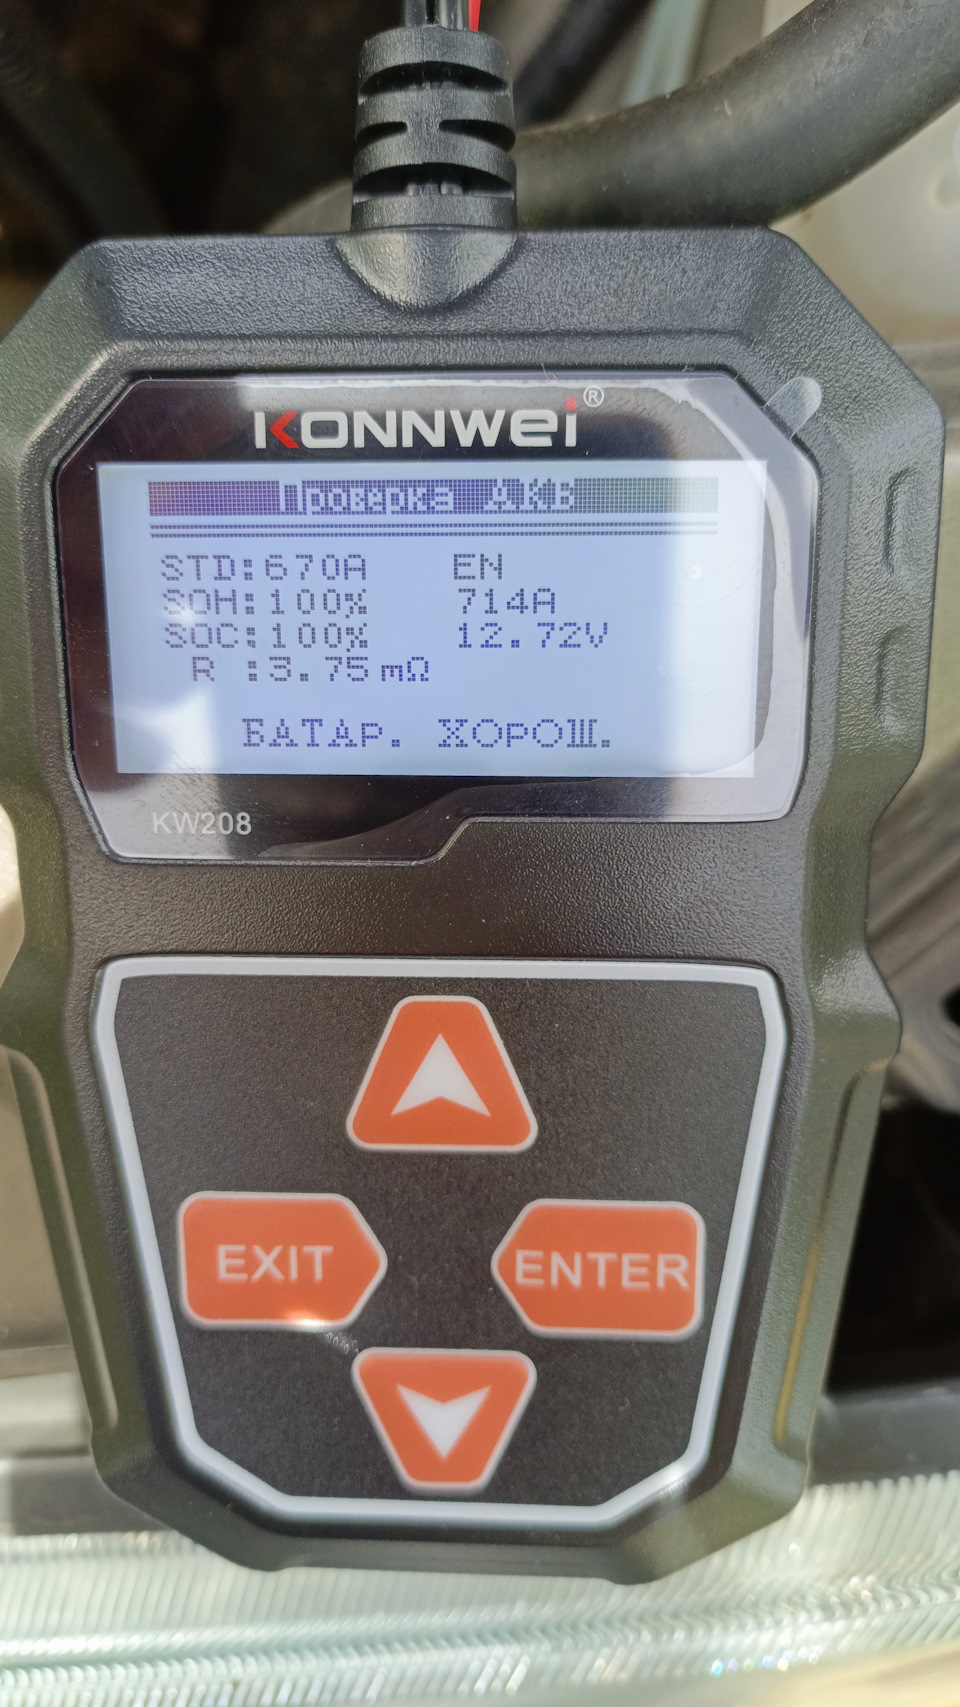 KONNWEI®
Проверка АКБ
STD:670A EN
SOH:100% 714A
SOC:100% 12.72V
R :3.75mΩ
БАТАР. ХОРОШ.
KW208
EXIT
ENTER